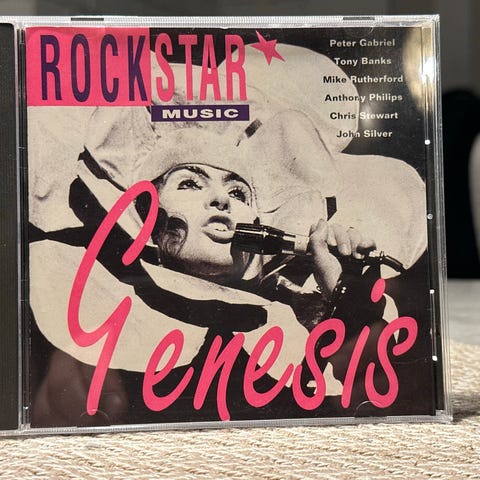 ROCKSTAR
MUSIC
Peter Gabriel
Tony Banks
Mike Rutherford
Anthony Philips
Chris Stewart
John Silver
Genesis